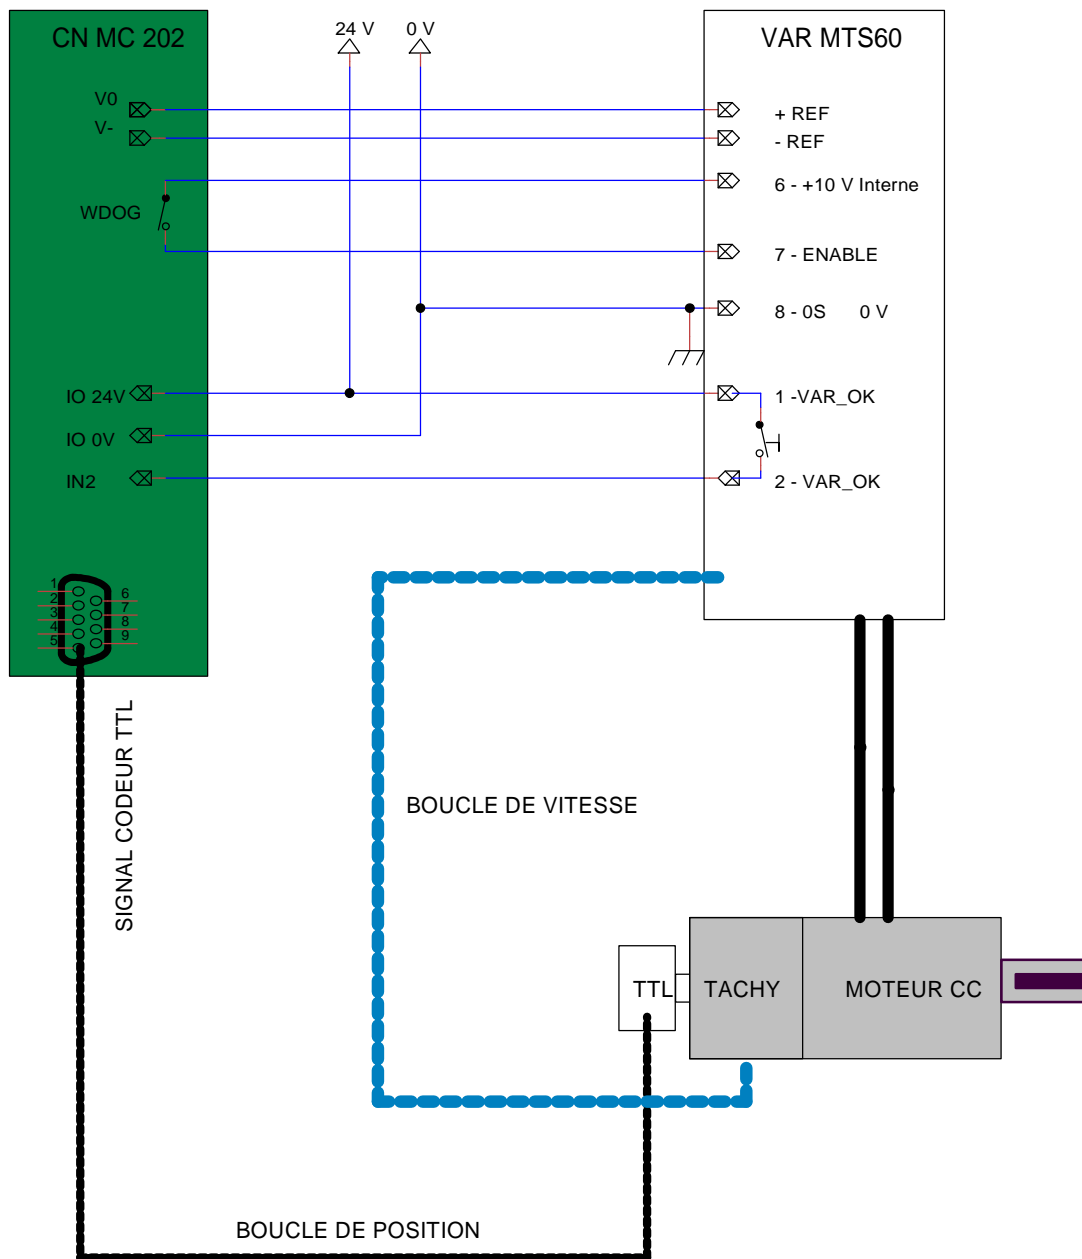 CN MC 202
24 V
0 V
VAR MTS60
V0
V-
+ REF
- REF
6 - +10 V Interne
WDOG
7 - ENABLE
8 - 0S 0 V
IO 24V
1 -VAR_OK
IO 0V
IN2
2 - VAR_OK
1
2
3
4
5
6
7
8
9
SIGNAL CODEUR TTL
BOUCLE DE VITESSE
TTL
TACHY
MOTEUR CC
BOUCLE DE POSITION